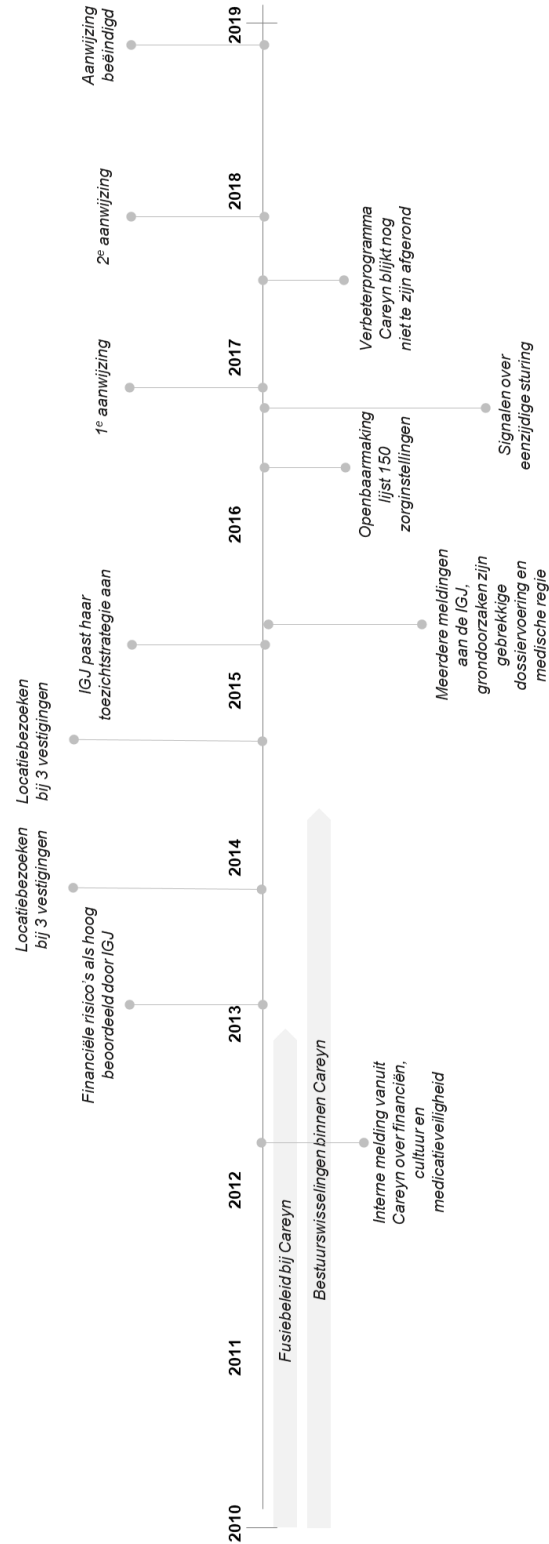 Locatiebezoeken
bij 3 vestigingen
Locatiebezoeken
bij 3 vestigingen
Financiële risico's als hoog
beoordeeld door IGJ
IGJ past haar
toezichtstrategie aan
1e aanwijzing
2e aanwijzing
Aanwijzing
beëindigd
2010
2011
2012
2013
2014
2015
2016
2017
2018
2019
Fusiebeleid bij Careyn
Bestuurswisselingen binnen Careyn
Interne melding vanuit
Careyn over financiën,
cultuur en
medicatieveiligheid
Meerdere meldingen
aan de IGJ,
grondoorzaken zijn
gebrekkige
dossiervoering en
medische regie
Openbaarmaking
lijst 150
zorginstellingen
Signalen over
eenzijdige sturing
Verbeterprogramma
Careyn blijkt nog
niet te zijn afgerond